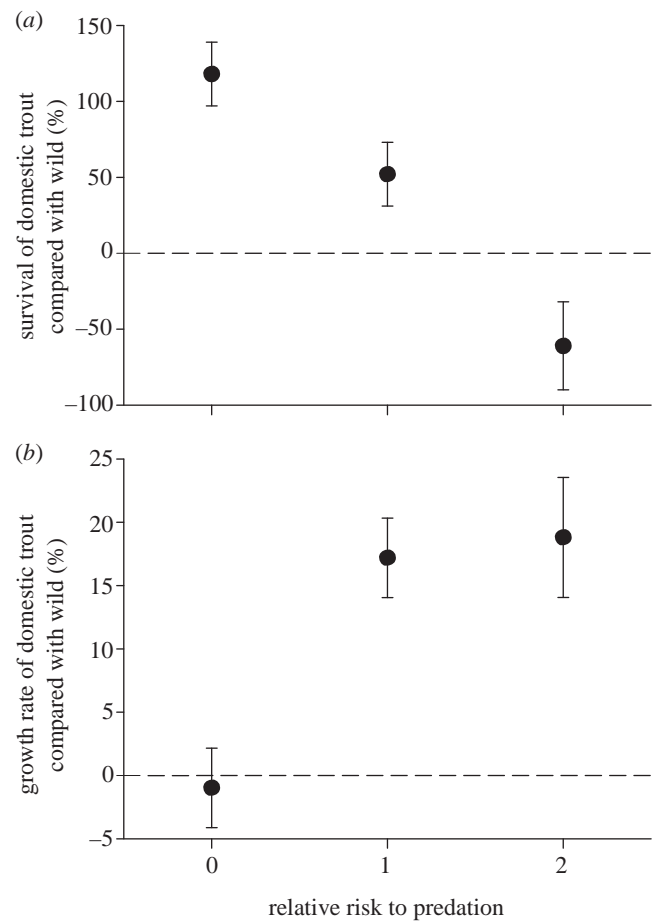 (a)
150
100
50
0
–50
–100
survival of domestic trout
compared with wild (%)
(b)
25
20
15
10
5
0
–5
growth rate of domestic trout
compared with wild (%)
0 1 2
relative risk to predation